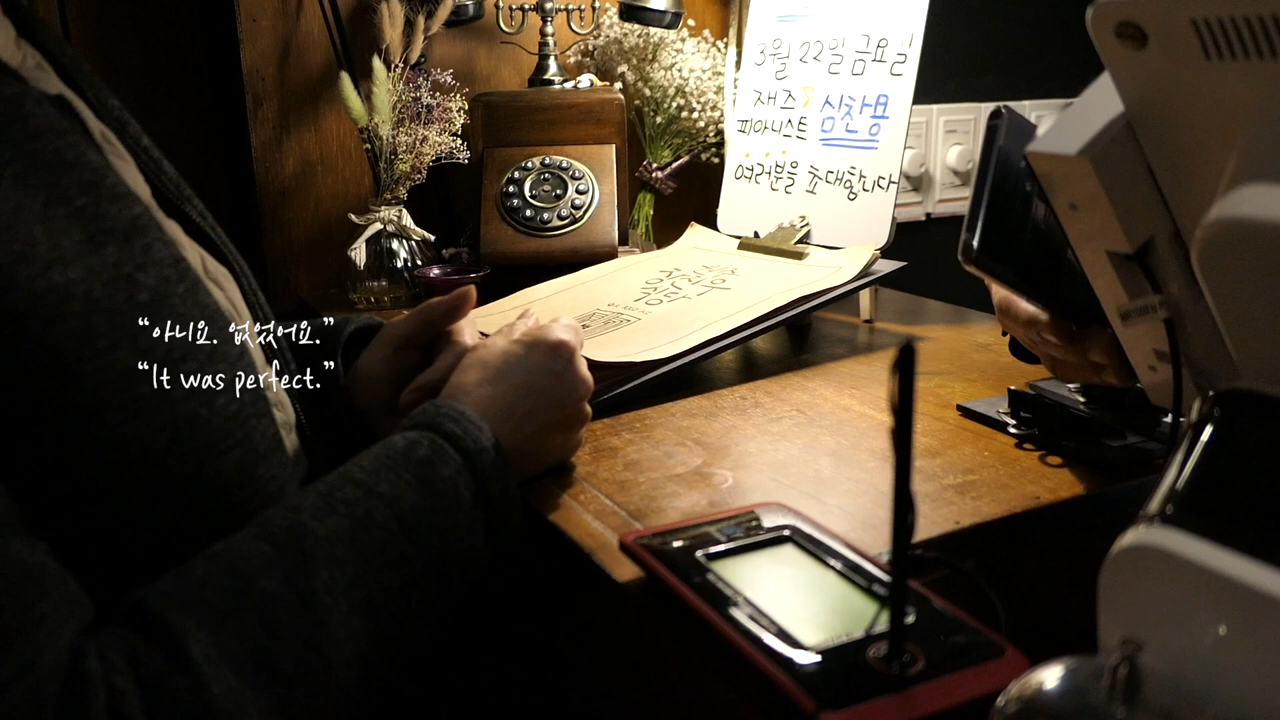 3월 22일 금요일
재즈
피아니스트 심찬용
여러분을 초대합니다
“아니요. 없었어요.”
“It was perfect.”